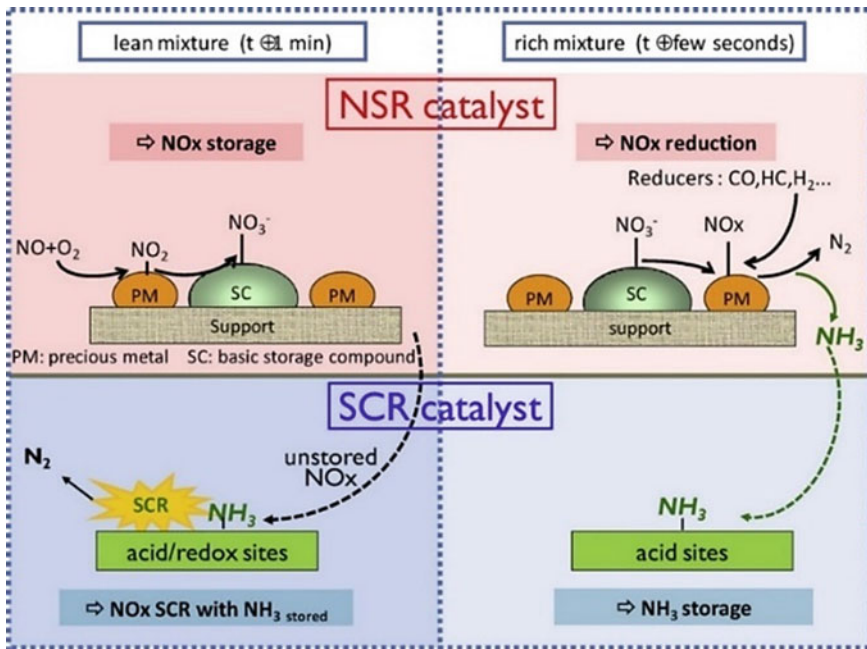 lean mixture (t ⊕1 min)
rich mixture (t ⊕few seconds)
NSR catalyst
⇨ NOx storage
⇨ NOx reduction
Reducers : CO,HC,H₂...
NO+O₂
NO₂
NO₃⁻
PM
SC
PM
Support
PM: precious metal SC: basic storage compound
NO₃⁻
NOx
N₂
PM
SC
PM
support
NH₃
SCR catalyst
unstored
NOx
N₂
SCR
NH₃
acid/redox sites
⇨ NOx SCR with NH₃ stored
NH₃
acid sites
⇨ NH₃ storage